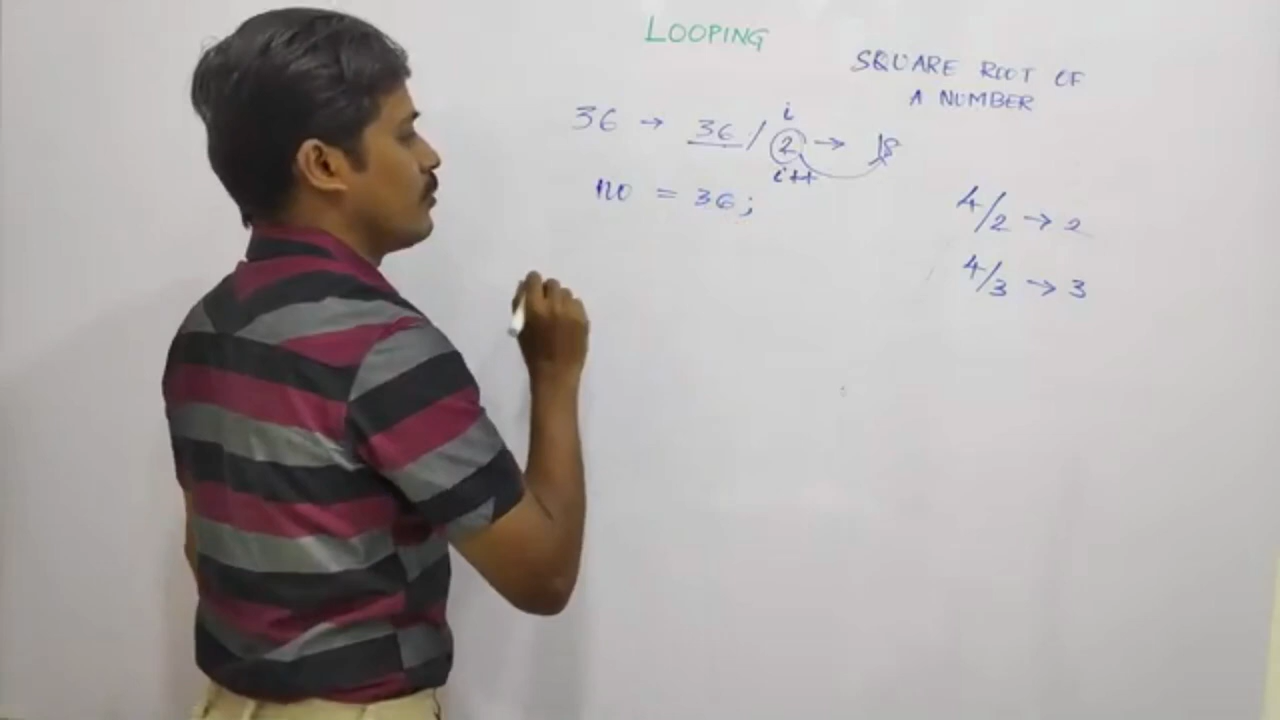 LOOPING
SQUARE ROOT OF
A NUMBER
i
36 → 36 / 2 → 18
i++
no = 36;
4/2 → 2
4/3 → 3